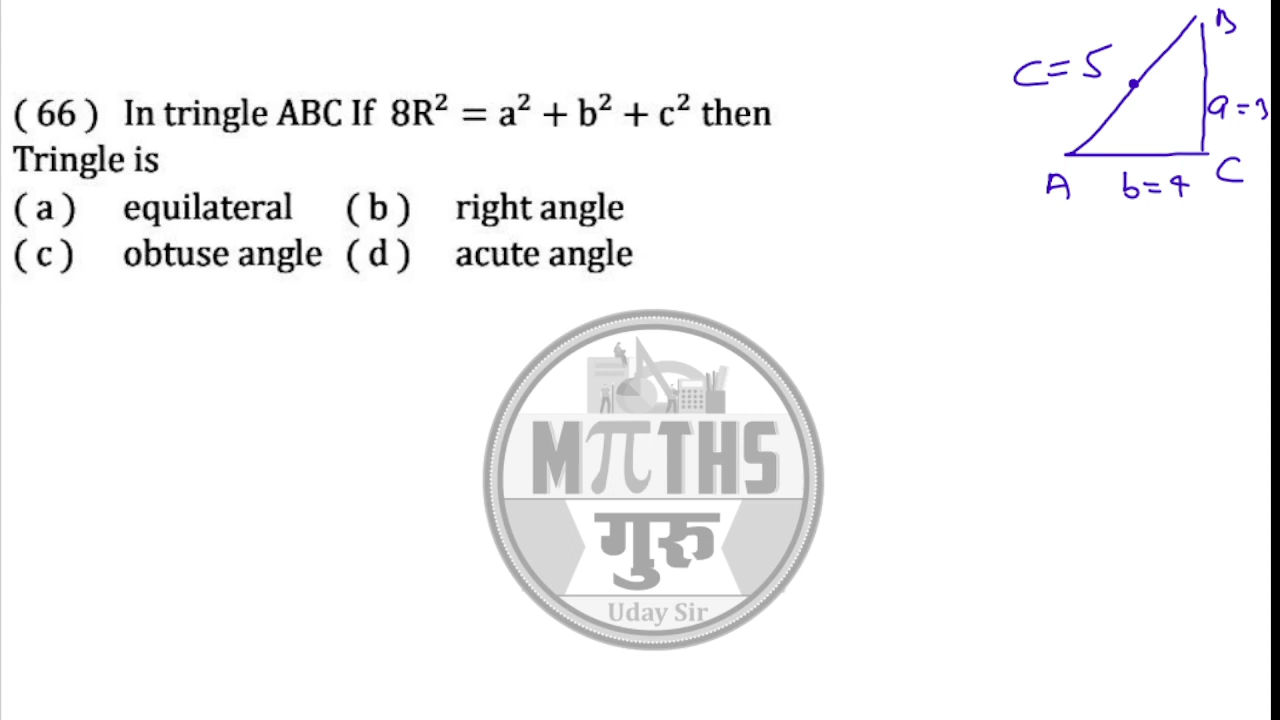 ( 66 ) In tringle ABC If 8R² = a² + b² + c² then
Tringle is
( a ) equilateral ( b ) right angle
( c ) obtuse angle ( d ) acute angle
B
C=5
a=3
A b=4 C
MπTHS
गुरु
Uday Sir